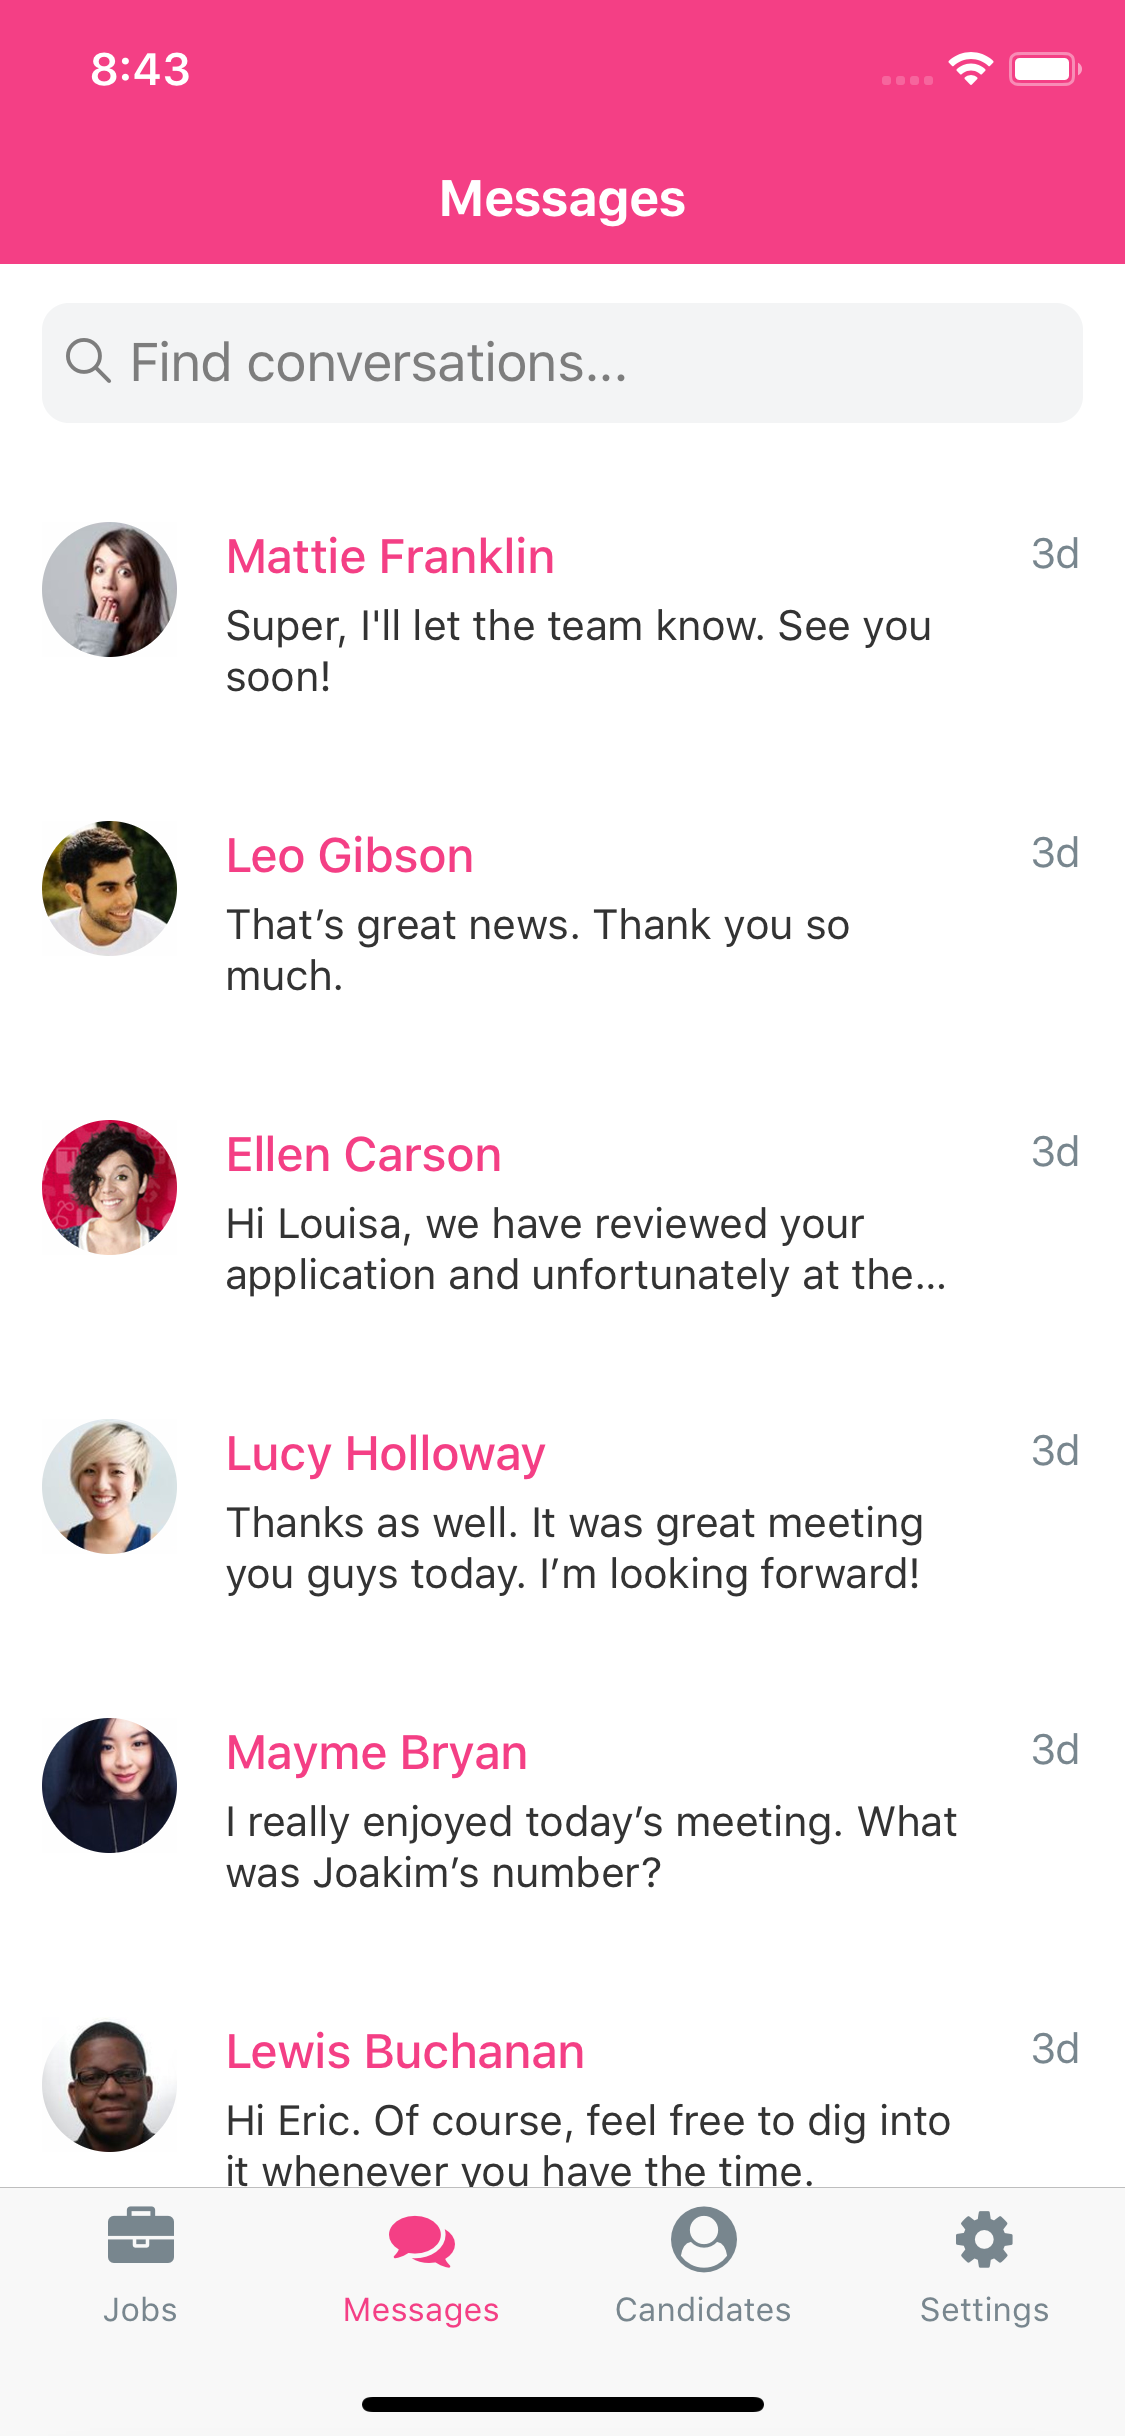 8:43
Messages
Find conversations...
Mattie Franklin
3d
Super, I'll let the team know. See you
soon!
Leo Gibson
3d
That’s great news. Thank you so
much.
Ellen Carson
3d
Hi Louisa, we have reviewed your
application and unfortunately at the...
Lucy Holloway
3d
Thanks as well. It was great meeting
you guys today. I’m looking forward!
Mayme Bryan
3d
I really enjoyed today’s meeting. What
was Joakim’s number?
Lewis Buchanan
3d
Hi Eric. Of course, feel free to dig into
it whenever you have the time.
Jobs
Messages
Candidates
Settings